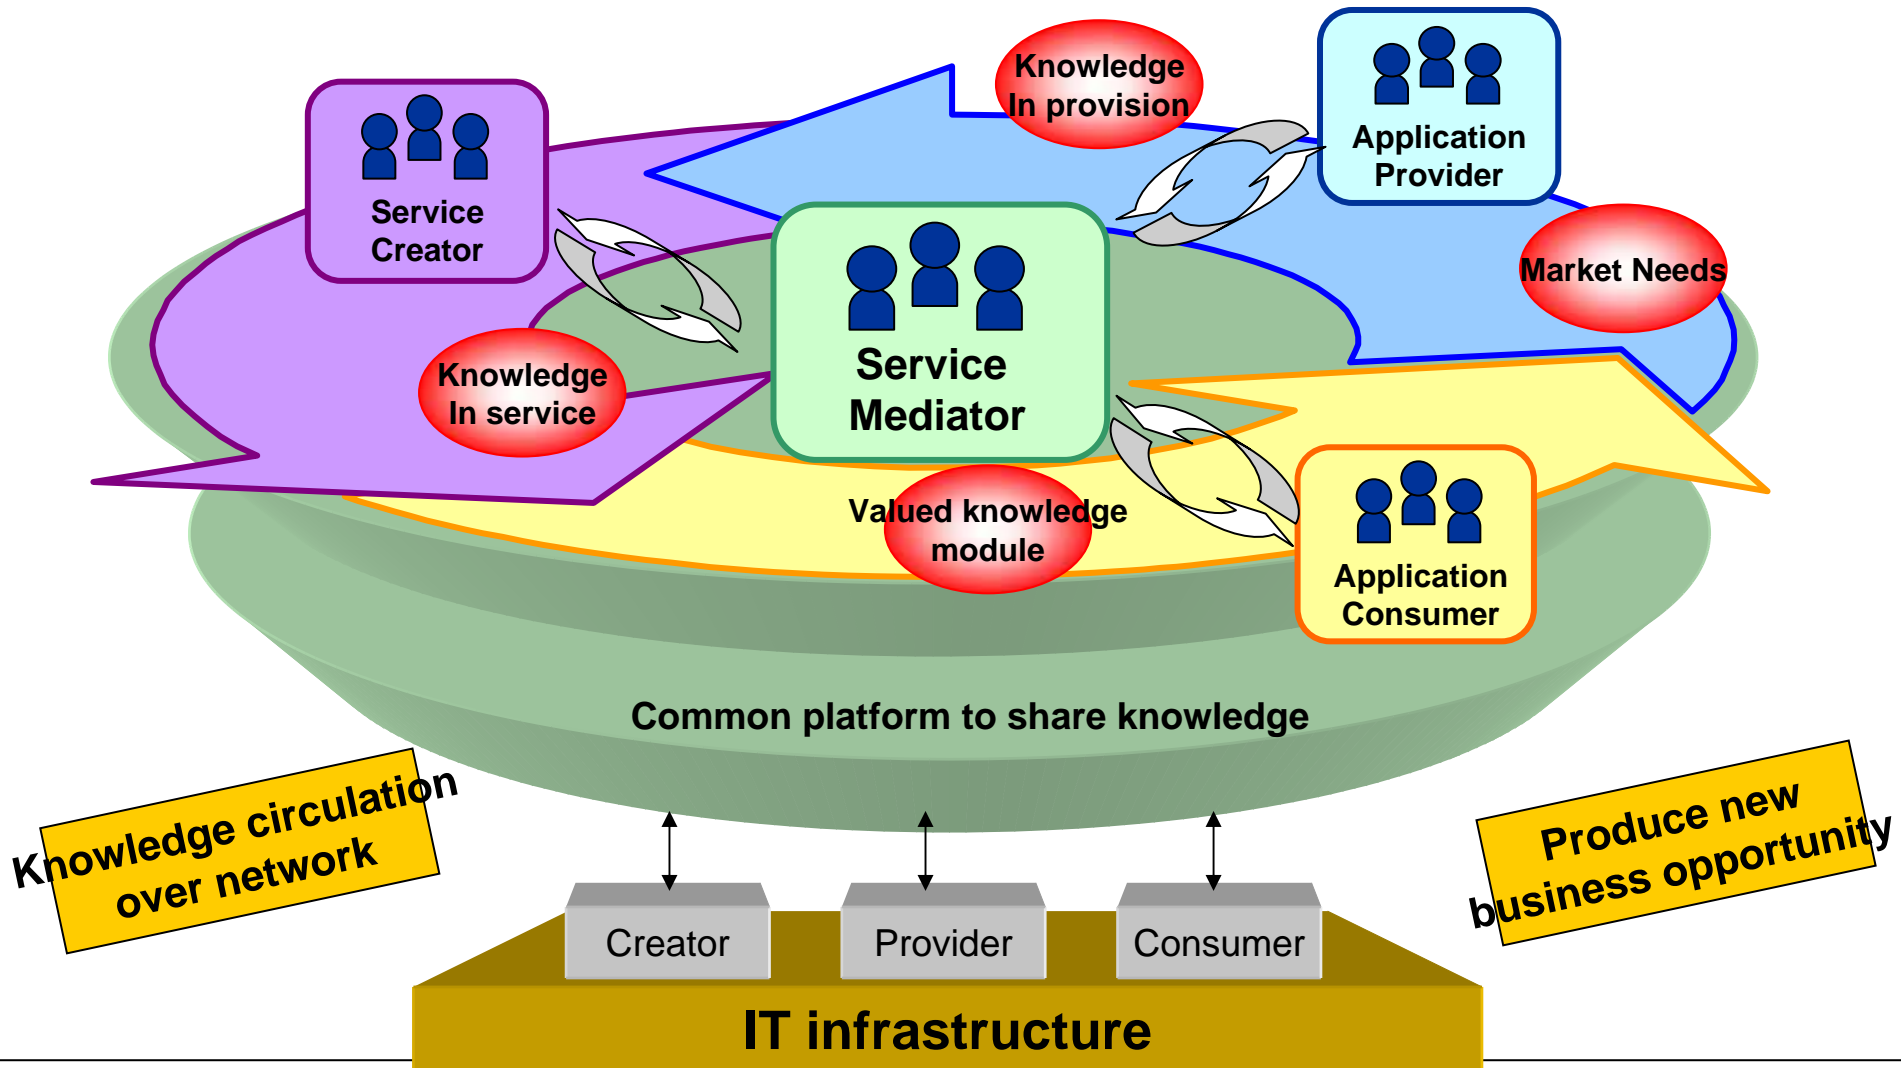 Knowledge
In provision
Application
Provider
Service
Creator
Market Needs
Service
Mediator
Knowledge
In service
Valued knowledge
module
Application
Consumer
Common platform to share knowledge
Knowledge circulation
over network
Produce new
business opportunity
Creator
Provider
Consumer
IT infrastructure